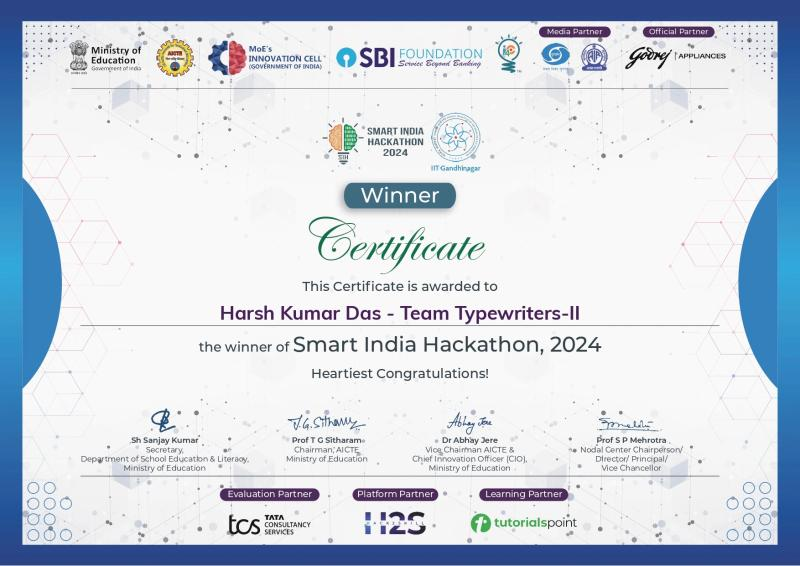 Media Partner
Official Partner
Ministry of
Education
Government of India
AICTE
MoE's
INNOVATION CELL
(GOVERNMENT OF INDIA)
SBI FOUNDATION
Service Beyond Banking
Godrej | APPLIANCES
SMART INDIA
HACKATHON
2024
SIH
IIT Gandhinagar
Winner
Certificate
This Certificate is awarded to
Harsh Kumar Das - Team Typewriters-II
the winner of Smart India Hackathon, 2024
Heartiest Congratulations!
Sh Sanjay Kumar
Secretary,
Department of School Education & Literacy,
Ministry of Education
Prof T G Sitharam
Chairman, AICTE
Ministry of Education
Dr Abhay Jere
Vice Chairman AICTE &
Chief Innovation Officer (CIO),
Ministry of Education
Prof S P Mehrotra
Nodal Center Chairperson/
Director/ Principal/
Vice Chancellor
Evaluation Partner
Platform Partner
Learning Partner
tcs TATA
CONSULTANCY
SERVICES
H2S
HACK2SKILL
tutorialspoint